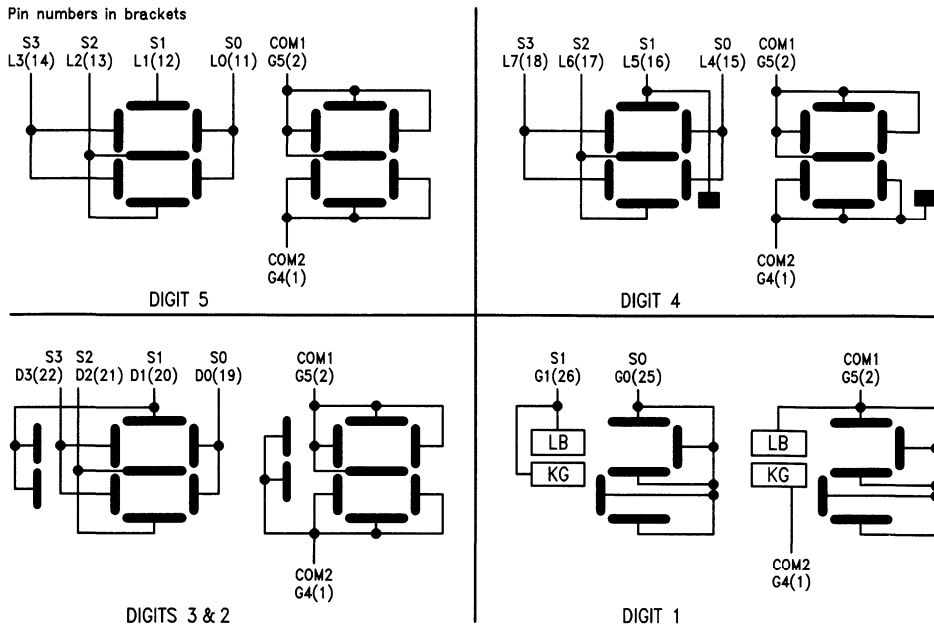 Pin numbers in brackets
S3 S2 S1 S0 COM1
L3(14) L2(13) L1(12) L0(11) G5(2)
COM2
G4(1)
DIGIT 5
S3 S2 S1 S0 COM1
L7(18) L6(17) L5(16) L4(15) G5(2)
COM2
G4(1)
DIGIT 4
S3 S2 S1 S0 COM1
D3(22) D2(21) D1(20) D0(19) G5(2)
COM2
G4(1)
DIGITS 3 & 2
S1 S0 COM1
G1(26) G0(25) G5(2)
LB LB
KG KG
COM2
G4(1)
DIGIT 1